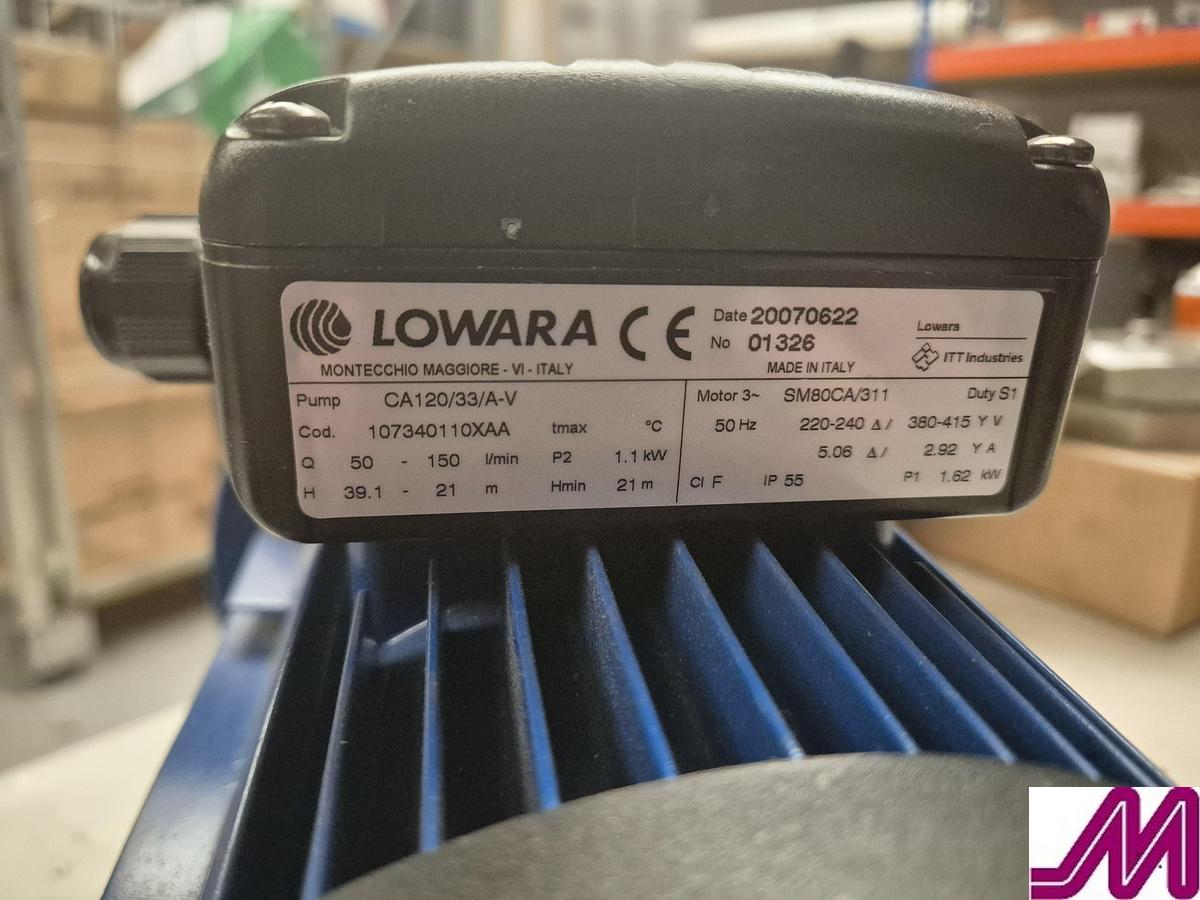 LOWARA CE Date 20070622
No 01326
MONTECCHIO MAGGIORE - VI - ITALY
MADE IN ITALY
Lowara
ITT Industries
Pump CA120/33/A-V
Cod. 107340110XAA tmax °C
Q 50 - 150 l/min P2 1.1 kW
H 39.1 - 21 m Hmin 21 m
Motor 3~ SM80CA/311 Duty S1
50 Hz 220-240 Δ / 380-415 Y V
5.06 Δ / 2.92 Y A
Cl F IP 55 P1 1.62 kW
M